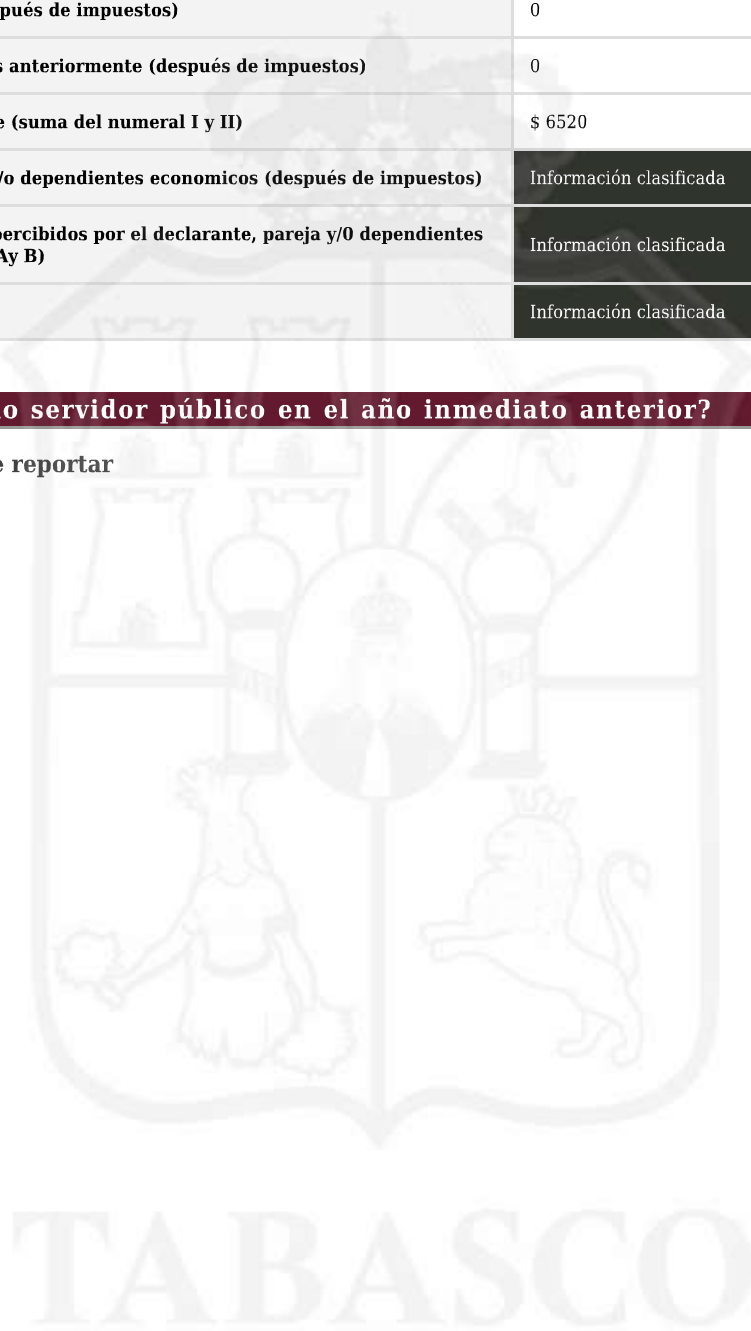 pués de impuestos) 0
s anteriormente (después de impuestos) 0
e (suma del numeral I y II) $ 6520
/o dependientes economicos (después de impuestos) Información clasificada
percibidos por el declarante, pareja y/0 dependientes Información clasificada
Ay B)
Información clasificada
o servidor público en el año inmediato anterior?
e reportar
TABASCO